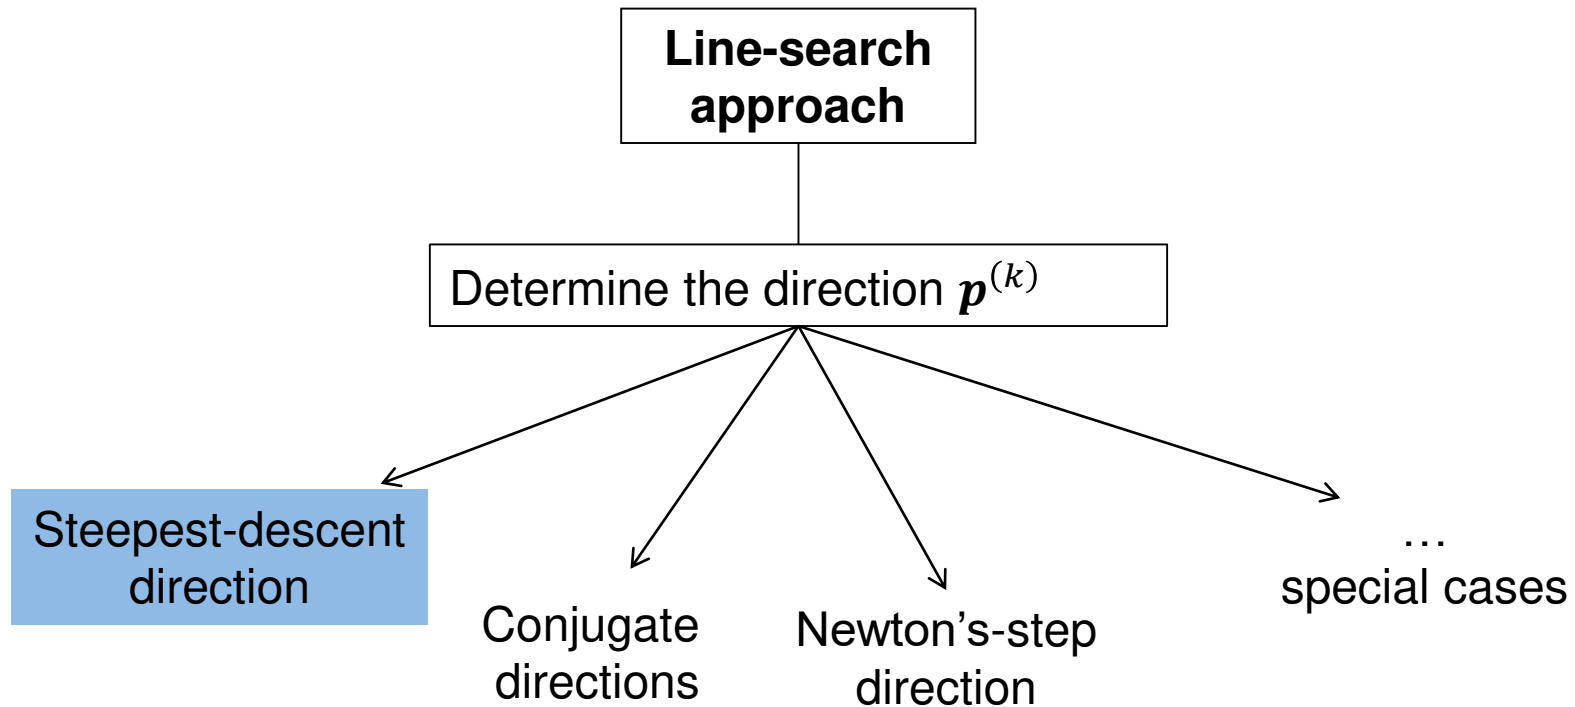 Line-search
approach
Determine the direction 𝒑^(𝑘)
Steepest-descent
direction
Conjugate
directions
Newton’s-step
direction
…
special cases